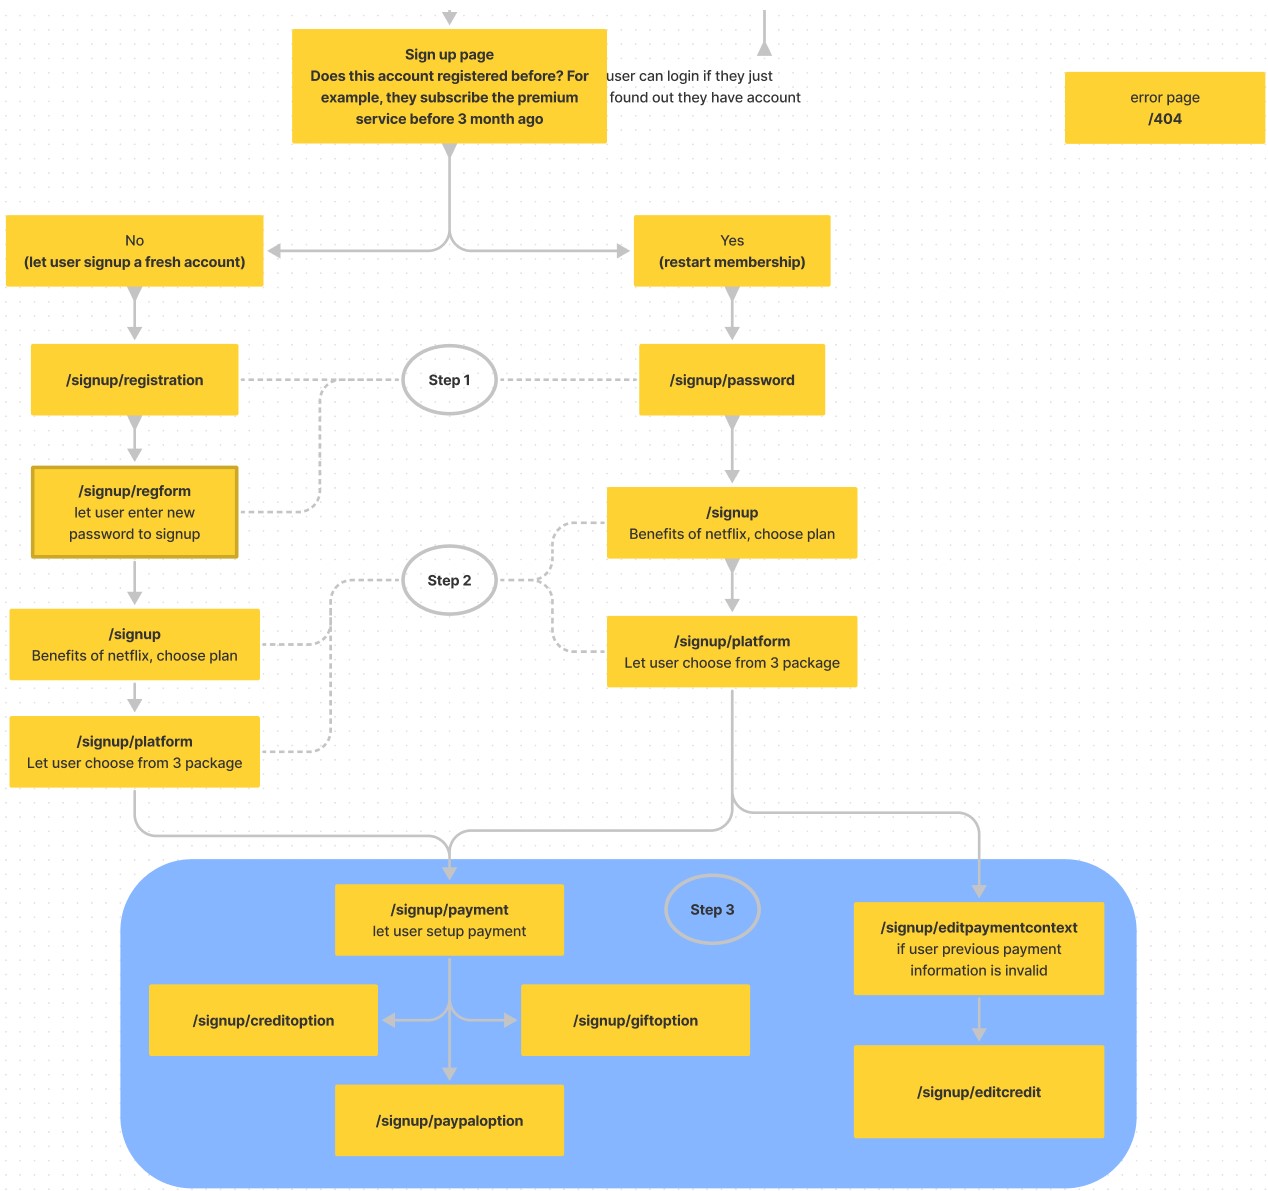 Sign up page
Does this account registered before? For
example, they subscribe the premium
service before 3 month ago
user can login if they just
found out they have account
error page
/404
No
(let user signup a fresh account)
Yes
(restart membership)
/signup/registration
Step 1
/signup/password
/signup/regform
let user enter new
password to signup
/signup
Benefits of netflix, choose plan
Step 2
/signup
Benefits of netflix, choose plan
/signup/platform
Let user choose from 3 package
/signup/platform
Let user choose from 3 package
/signup/payment
let user setup payment
Step 3
/signup/editpaymentcontext
if user previous payment
information is invalid
/signup/creditoption
/signup/giftoption
/signup/paypaloption
/signup/editcredit